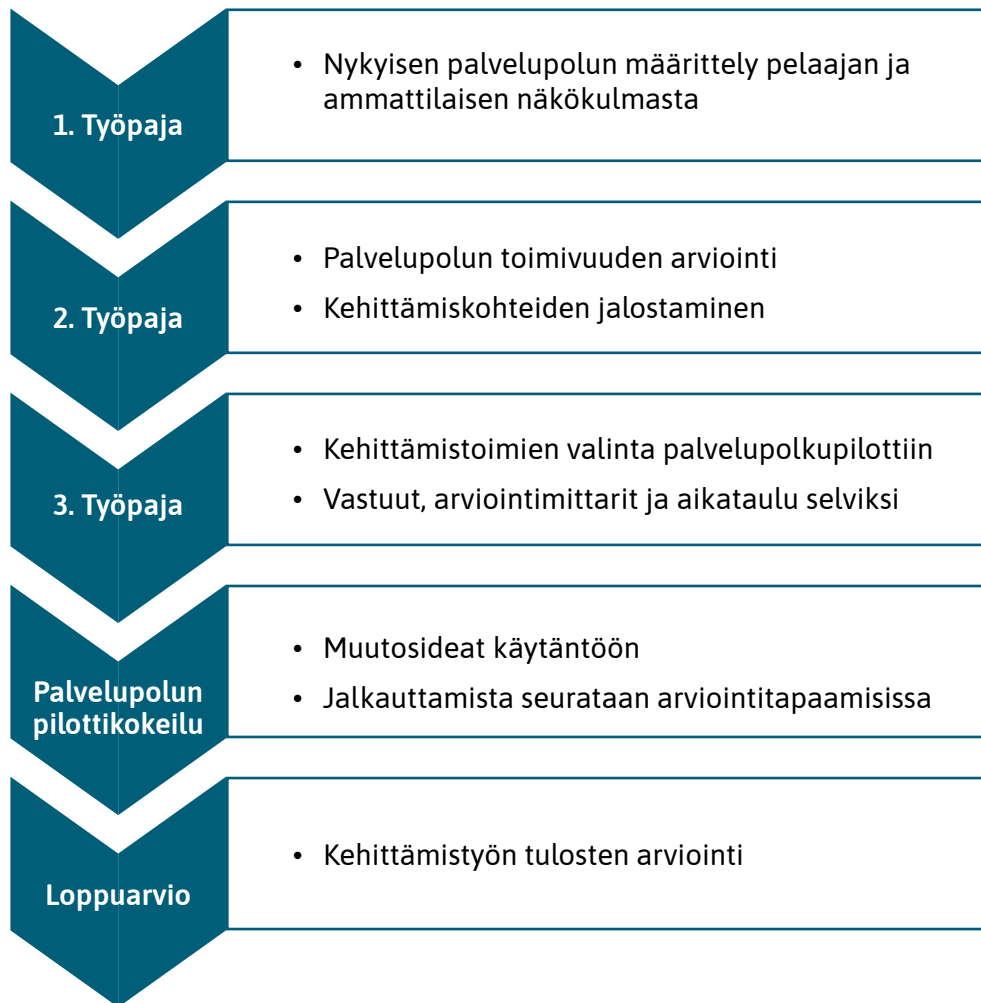 1. Työpaja
• Nykyisen palvelupolun määrittely pelaajan ja
ammattilaisen näkökulmasta
2. Työpaja
• Palvelupolun toimivuuden arviointi
• Kehittämiskohteiden jalostaminen
3. Työpaja
• Kehittämistoimien valinta palvelupolkupilottiin
• Vastuut, arviointimittarit ja aikataulu selviksi
Palvelupolun
pilottikokeilu
• Muutosideat käytäntöön
• Jalkauttamista seurataan arviointitapaamisissa
Loppuarvio
• Kehittämistyön tulosten arviointi